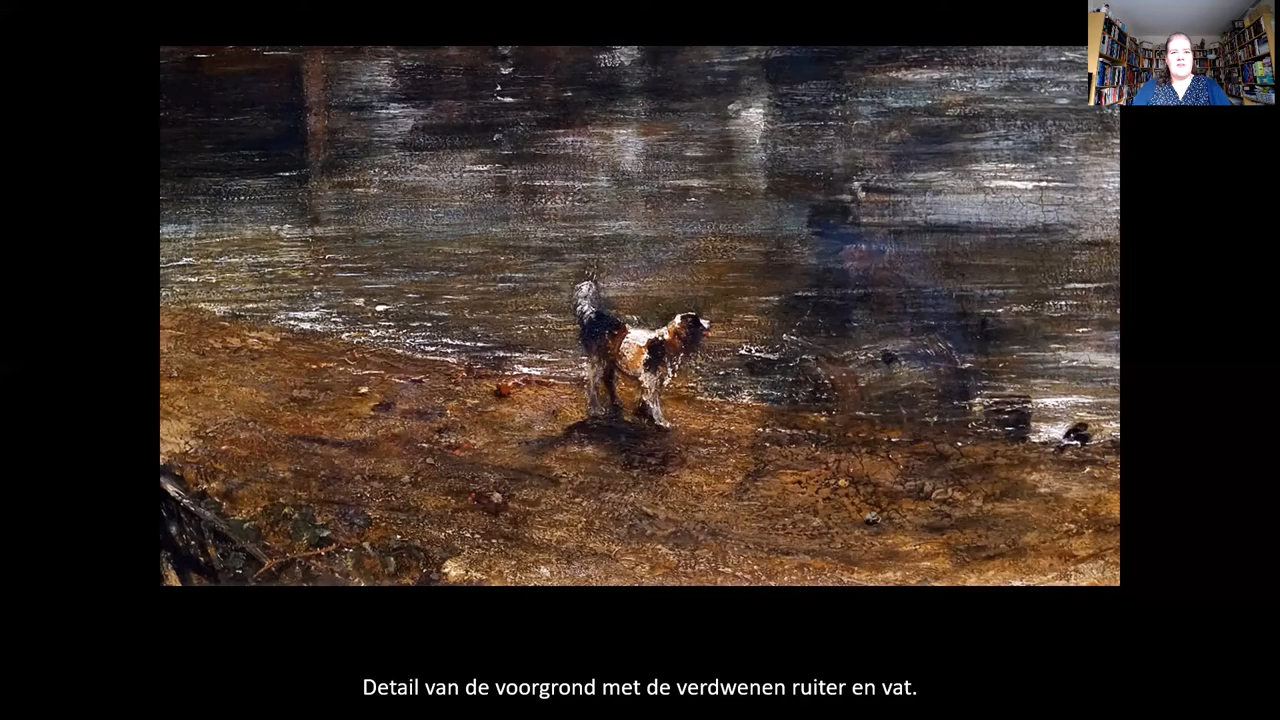 Detail van de voorgrond met de verdwenen ruiter en vat.